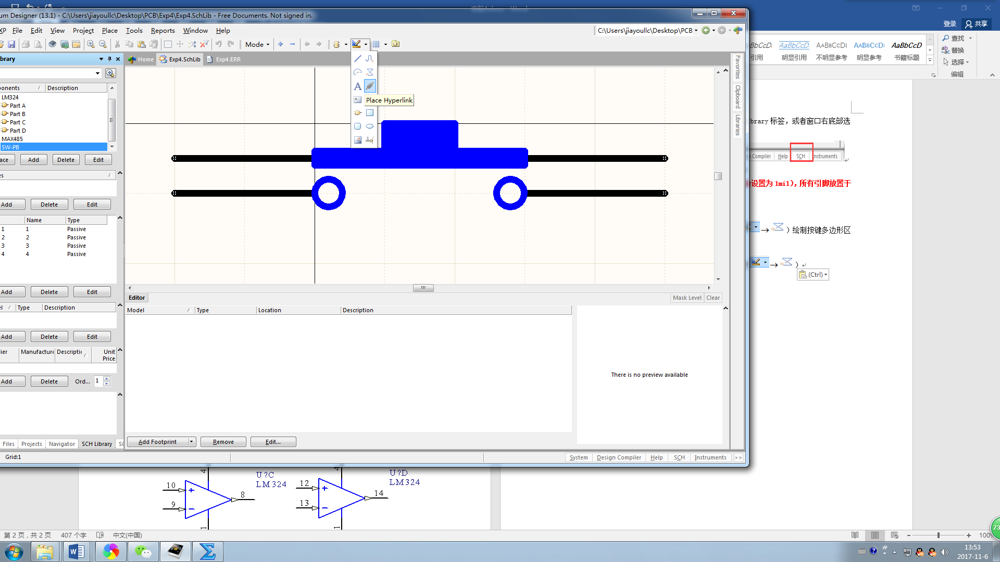 um Designer (13.1) - C:\Users\jiayoullc\Desktop\PCB\Exp4\Exp4.SchLib - Free Documents. Not signed in.
XP File Edit View Project Place Tools Reports Window Help
C:\Users\jiayoullc\Desktop\PCB
登录 共享
Mode
brary
Home Exp4.SchLib Exp4.ERR
Favorites
Clipboard
Libraries
Place Hyperlink
onents Description
LM324
Part A
Part B
Part C
Part D
MAX485
SW-PB
ace Add Delete Edit
es
Add Delete Edit
Name Type
1 1 Passive
2 2 Passive
3 3 Passive
4 4 Passive
Add Delete Edit
el Type Description
Add Delete Edit
ier Manufacture Descriptic Unit Price
Add Delete Ord... 1
Files Projects Navigator SCH Library SC
Grid:1
Editor
Mask Level Clear
Model Type Location Description
There is no preview available
Add Footprint Remove Edit...
System Design Compiler Help SCH Instruments >>
BbCcD. AaBbCcD. AaBbCcDd AaBbCcDd AaBbCcD
引用 明显引用 不明显参考 明显参考 书籍标题
查找
替换
选择
编辑
brary 标签，或者窗口右底部选
Compiler Help SCH Instruments
设置为 1mil），所有引脚放置于
→ ）绘制按键多边形区
→ ）
(Ctrl)
10 9 8 4 1 U?C
LM324
12 13 14 4 1 U?D
LM324
第 2 页，共 2 页 407 个字 中文(中国)
100%
73
13:53
2017-11-6